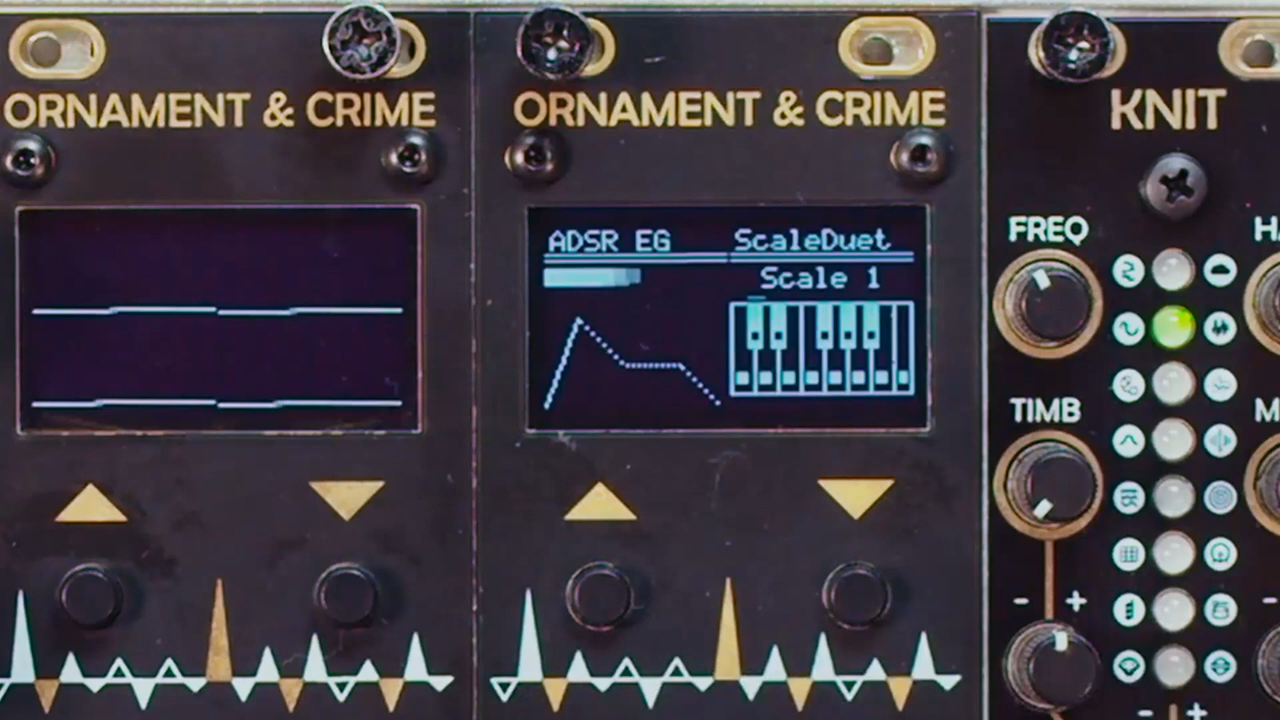 ORNAMENT & CRIME
ORNAMENT & CRIME
KNIT
ADSR EG
ScaleDuet
Scale 1
FREQ
TIMB
- +
- +